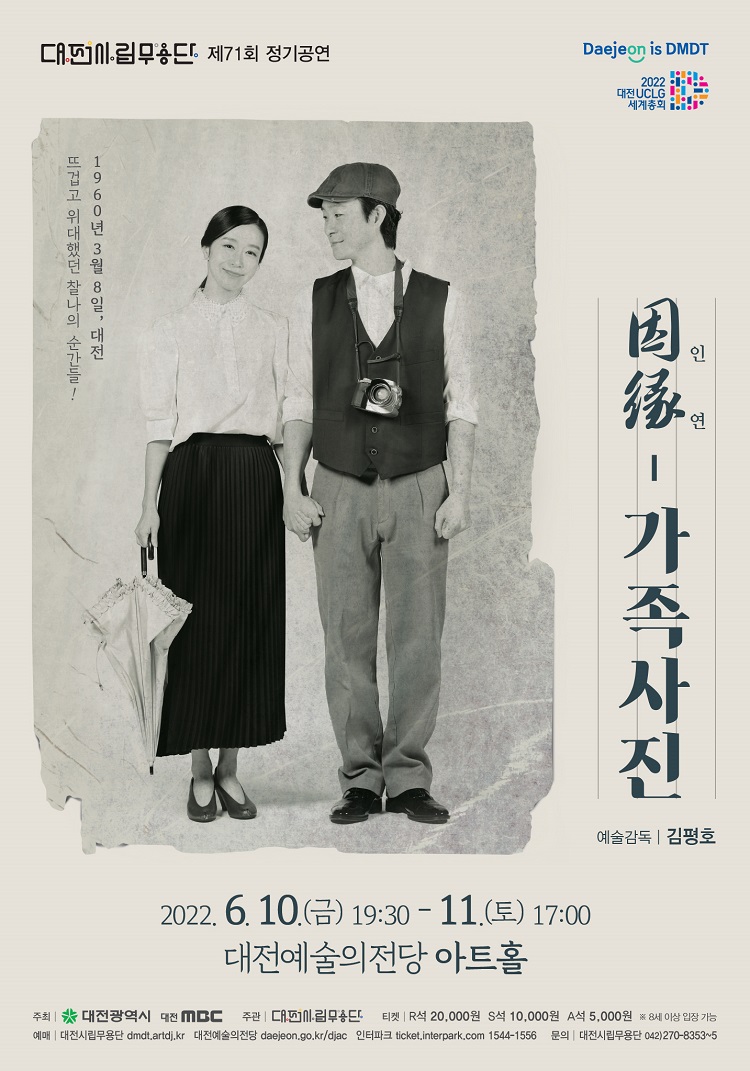 대전시립무용단 제71회 정기공연
Daejeon is DMDT
2022
대전UCLG
세계총회
1960년 3월 8일, 대전
뜨겁고 위대했던 찰나의 순간들!
因緣
인연
- 가족사진
예술감독 | 김평호
2022. 6. 10.(금) 19:30 - 11.(토) 17:00
대전예술의전당 아트홀
주최 | 대전광역시 대전MBC 주관 | 대전시립무용단 티켓 | R석 20,000원 S석 10,000원 A석 5,000원 ※ 8세 이상 입장 가능
예매 | 대전시립무용단 dmdt.artdj.kr 대전예술의전당 daejeon.go.kr/djac 인터파크 ticket.interpark.com 1544-1556 문의 | 대전시립무용단 042)270-8353~5